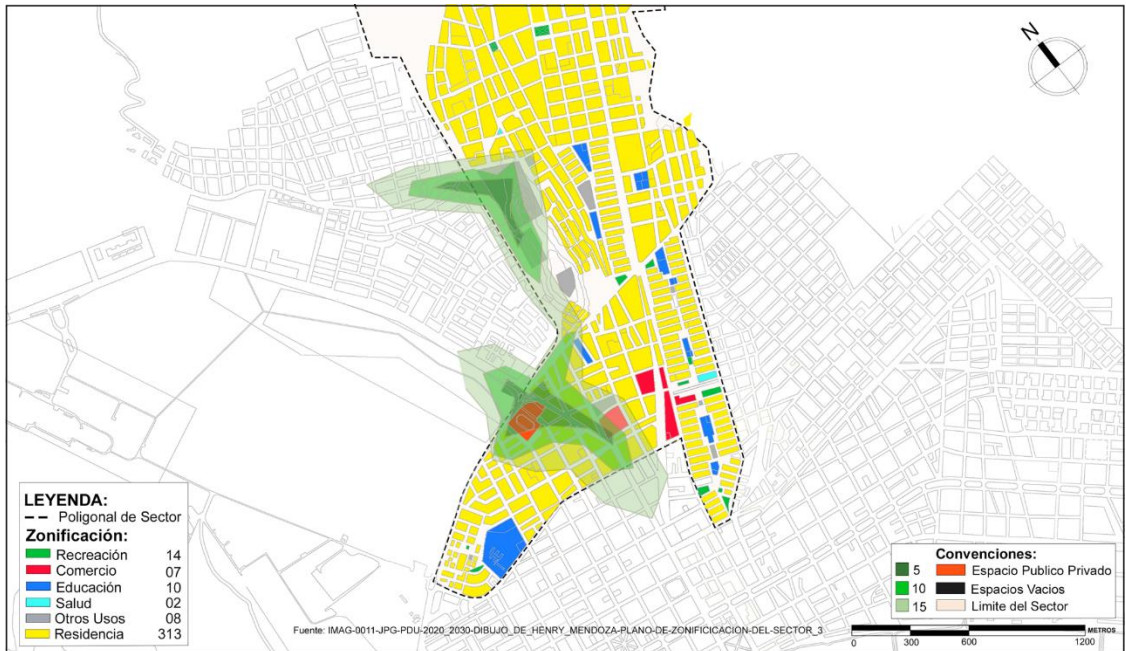 N
LEYENDA:
Poligonal de Sector
Zonificación:
Recreación 14
Comercio 07
Educación 10
Salud 02
Otros Usos 08
Residencia 313
Fuente: IMAG-0011-JPG-PDU-2020_2030-DIBUJO_DE_HENRY_MENDOZA-PLANO-DE-ZONIFICICACION-DEL-SECTOR_3
Convenciones:
5 Espacio Publico Privado
10 Espacios Vacios
15 Limite del Sector
METROS
0 300 600 1200